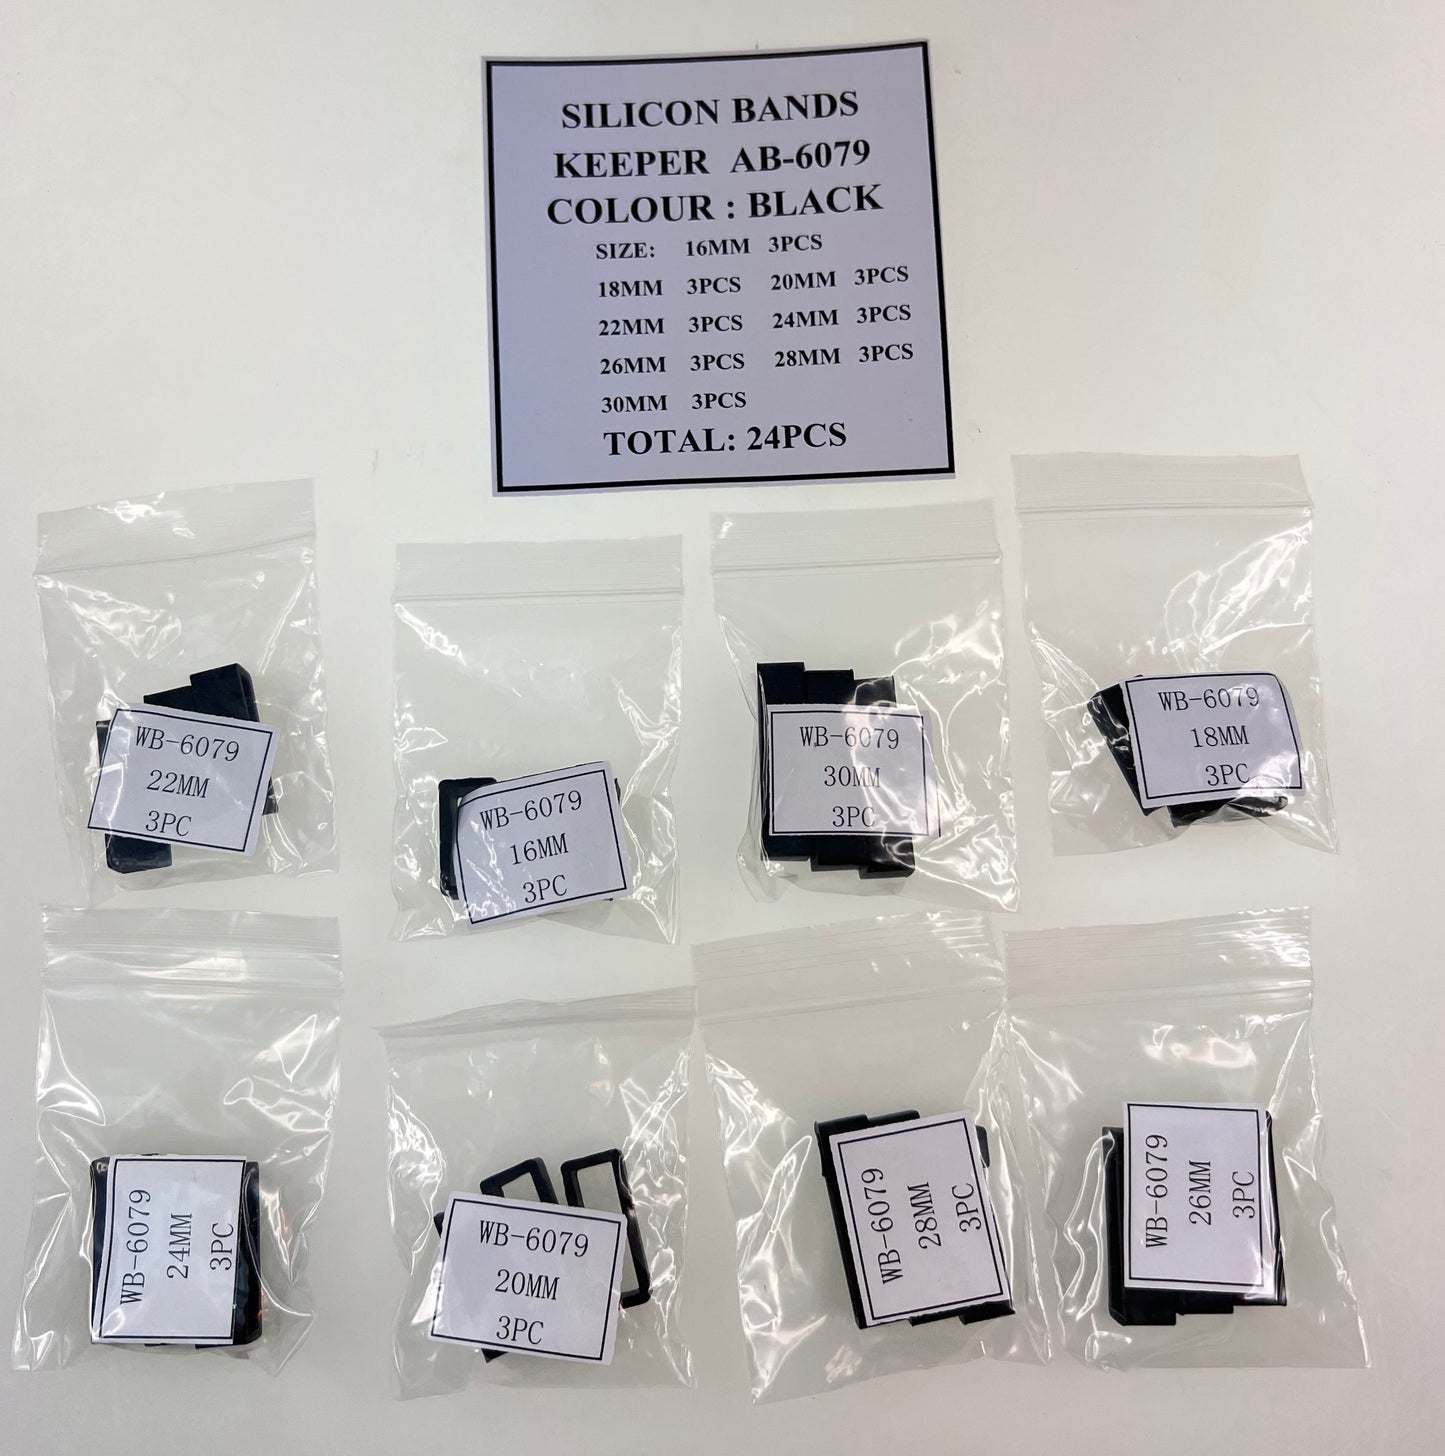 SILICON BANDS
KEEPER AB-6079
COLOUR : BLACK
SIZE: 16MM 3PCS
18MM 3PCS 20MM 3PCS
22MM 3PCS 24MM 3PCS
26MM 3PCS 28MM 3PCS
30MM 3PCS
TOTAL: 24PCS
WB-6079
22MM
3PC
WB-6079
16MM
3PC
WB-6079
30MM
3PC
WB-6079
18MM
3PC
WB-6079
24MM
3PC
WB-6079
20MM
3PC
WB-6079
28MM
3PC
WB-6079
26MM
3PC